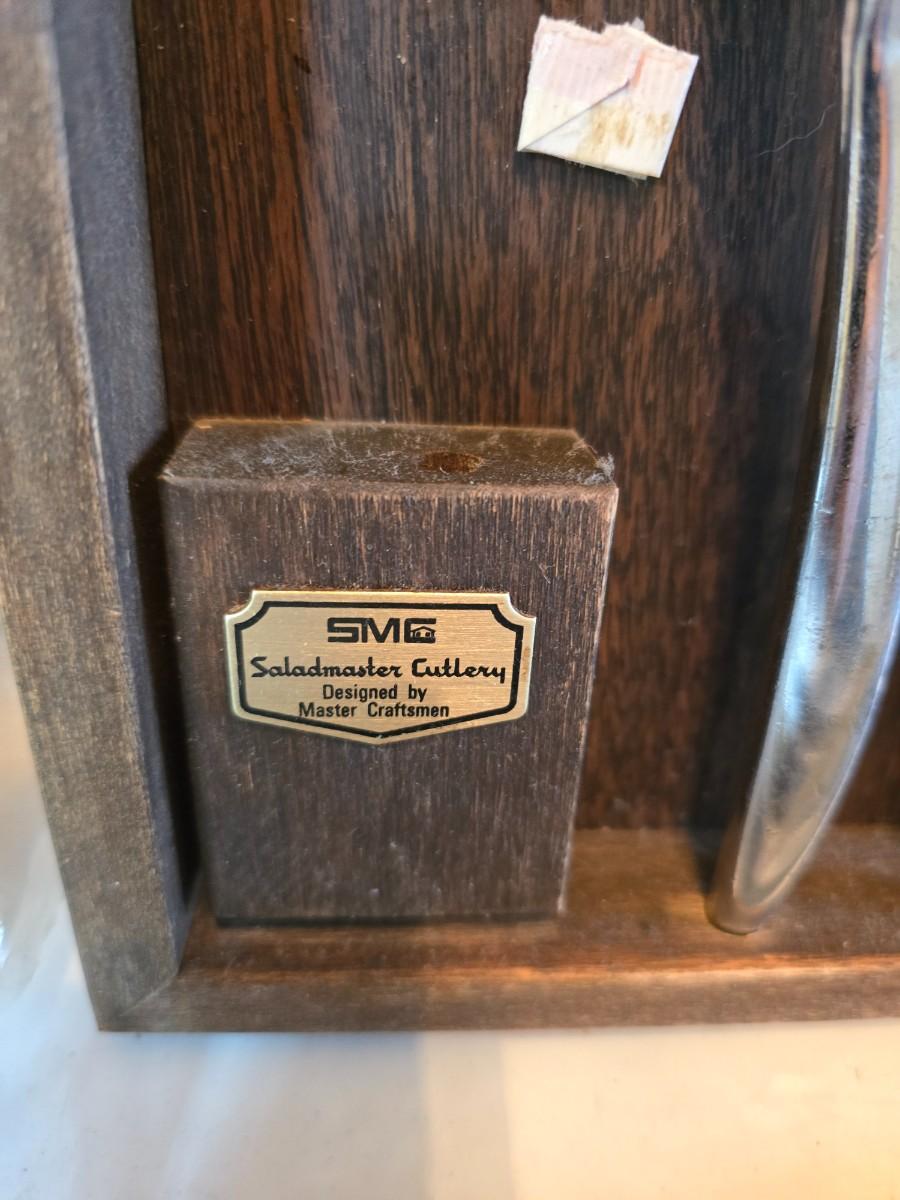 SMC
Saladmaster Cutlery
Designed by
Master Craftsmen